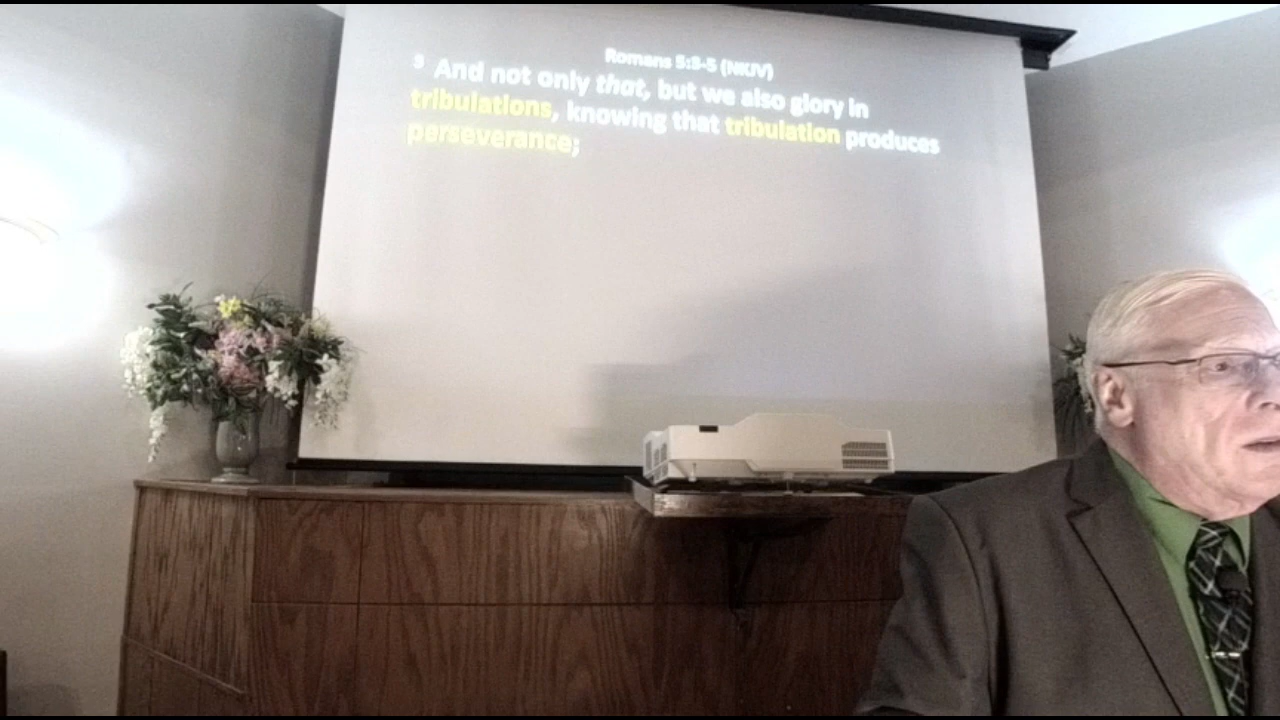 Romans 5:3-5 (NKJV)
3 And not only that, but we also glory in
tribulations, knowing that tribulation produces
perseverance;